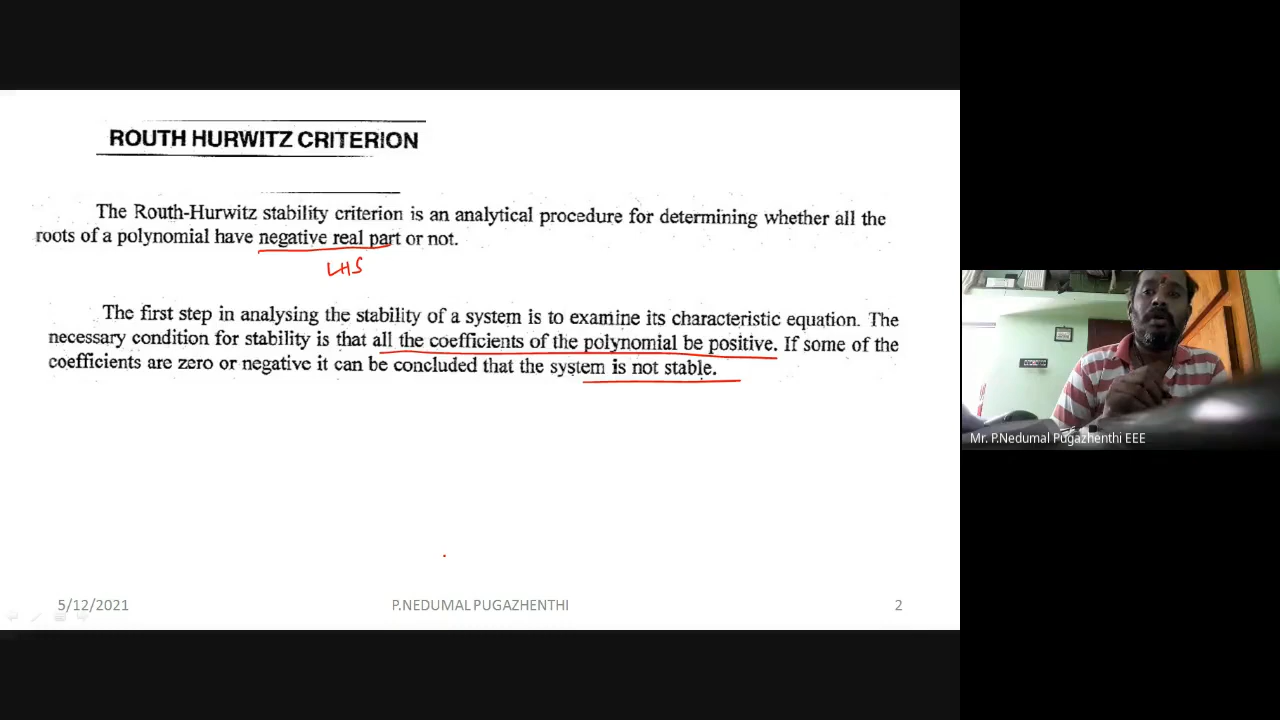 ROUTH HURWITZ CRITERION
The Routh-Hurwitz stability criterion is an analytical procedure for determining whether all the
roots of a polynomial have negative real part or not.
LHS
The first step in analysing the stability of a system is to examine its characteristic equation. The
necessary condition for stability is that all the coefficients of the polynomial be positive. If some of the
coefficients are zero or negative it can be concluded that the system is not stable.
5/12/2021
P.NEDUMAL PUGAZHENTHI
2
Mr. P.Nedumal Pugazhenthi EEE